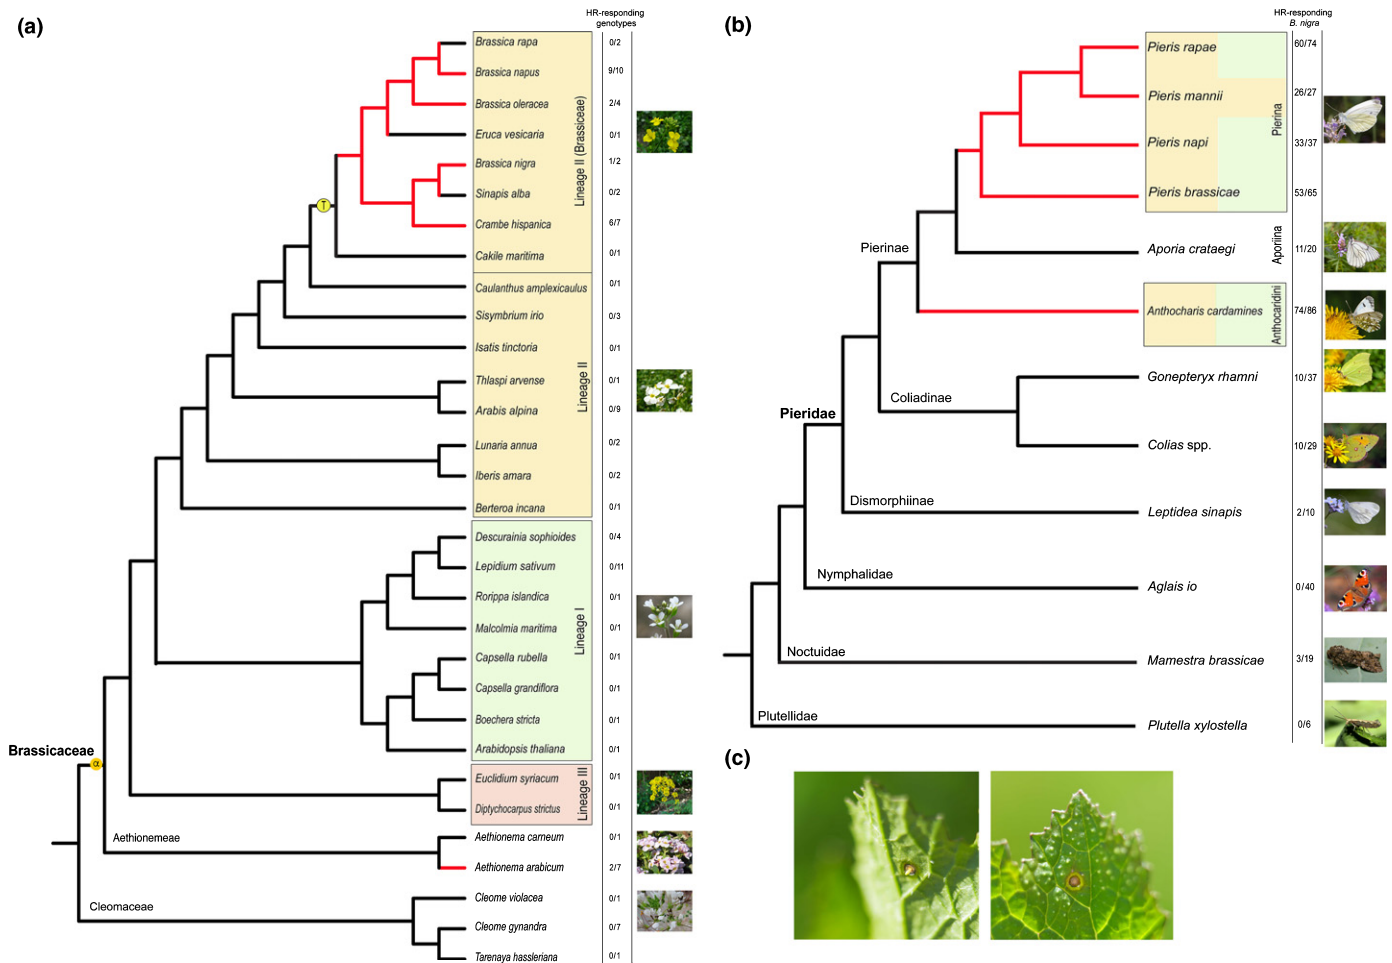 (a)
HR-responding
genotypes
Brassica rapa 0/2
Brassica napus 9/10
Brassica oleracea 2/4
Eruca vesicaria 0/1
Brassica nigra 1/2
Sinapis alba 0/2
Crambe hispanica 6/7
Cakile maritima 0/1
Lineage II (Brassiceae)
T
Caulanthus amplexicaulus 0/1
Sisymbrium irio 0/3
Isatis tinctoria 0/1
Thlaspi arvense 0/1
Arabis alpina 0/9
Lunaria annua 0/2
Iberis amara 0/2
Berteroa incana 0/1
Lineage II
Descurainia sophioides 0/4
Lepidium sativum 0/11
Rorippa islandica 0/1
Malcolmia maritima 0/1
Capsella rubella 0/1
Capsella grandiflora 0/1
Boechera stricta 0/1
Arabidopsis thaliana 0/1
Lineage I
Brassicaceae
α
Euclidium syriacum 0/1
Diptychocarpus strictus 0/1
Lineage III
Aethionemeae
Aethionema carneum 0/1
Aethionema arabicum 2/7
Cleomaceae
Cleome violacea 0/1
Cleome gynandra 0/7
Tarenaya hassleriana 0/1
(b)
HR-responding
B. nigra
Pieris rapae 60/74
Pieris mannii 26/27
Pieris napi 33/37
Pieris brassicae 53/65
Pierina
Pierinae
Aporia crataegi 11/20
Aporiina
Anthocharis cardamines 74/86
Anthocaridini
Gonepteryx rhamni 10/37
Coliadinae
Pieridae
Colias spp. 10/29
Dismorphiinae
Leptidea sinapis 2/10
Nymphalidae
Aglais io 0/40
Noctuidae
Mamestra brassicae 3/19
Plutellidae
Plutella xylostella 0/6
(c)